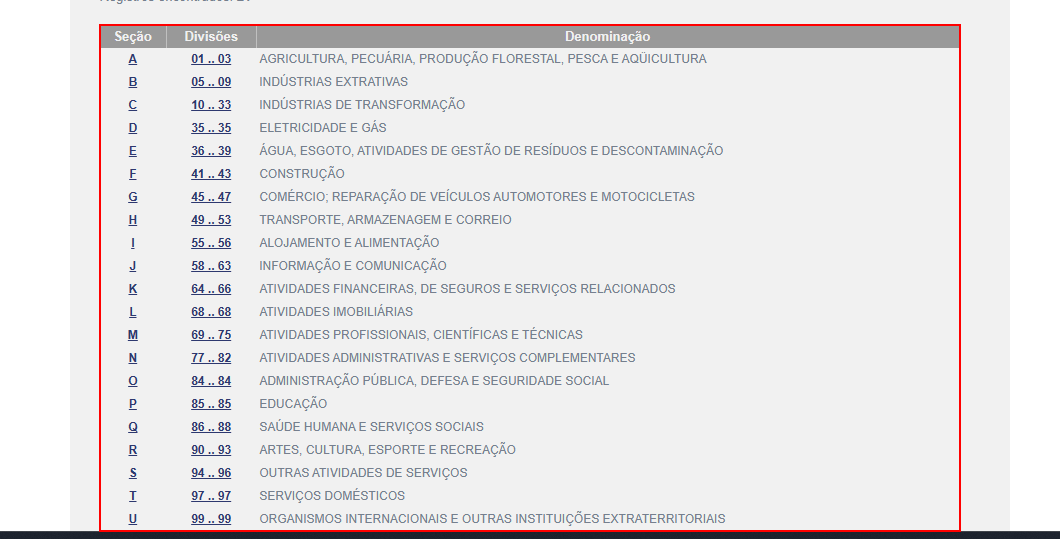 Seção Divisões Denominação
A 01 .. 03 AGRICULTURA, PECUÁRIA, PRODUÇÃO FLORESTAL, PESCA E AQÜICULTURA
B 05 .. 09 INDÚSTRIAS EXTRATIVAS
C 10 .. 33 INDÚSTRIAS DE TRANSFORMAÇÃO
D 35 .. 35 ELETRICIDADE E GÁS
E 36 .. 39 ÁGUA, ESGOTO, ATIVIDADES DE GESTÃO DE RESÍDUOS E DESCONTAMINAÇÃO
F 41 .. 43 CONSTRUÇÃO
G 45 .. 47 COMÉRCIO; REPARAÇÃO DE VEÍCULOS AUTOMOTORES E MOTOCICLETAS
H 49 .. 53 TRANSPORTE, ARMAZENAGEM E CORREIO
I 55 .. 56 ALOJAMENTO E ALIMENTAÇÃO
J 58 .. 63 INFORMAÇÃO E COMUNICAÇÃO
K 64 .. 66 ATIVIDADES FINANCEIRAS, DE SEGUROS E SERVIÇOS RELACIONADOS
L 68 .. 68 ATIVIDADES IMOBILIÁRIAS
M 69 .. 75 ATIVIDADES PROFISSIONAIS, CIENTÍFICAS E TÉCNICAS
N 77 .. 82 ATIVIDADES ADMINISTRATIVAS E SERVIÇOS COMPLEMENTARES
O 84 .. 84 ADMINISTRAÇÃO PÚBLICA, DEFESA E SEGURIDADE SOCIAL
P 85 .. 85 EDUCAÇÃO
Q 86 .. 88 SAÚDE HUMANA E SERVIÇOS SOCIAIS
R 90 .. 93 ARTES, CULTURA, ESPORTE E RECREAÇÃO
S 94 .. 96 OUTRAS ATIVIDADES DE SERVIÇOS
T 97 .. 97 SERVIÇOS DOMÉSTICOS
U 99 .. 99 ORGANISMOS INTERNACIONAIS E OUTRAS INSTITUIÇÕES EXTRATERRITORIAIS